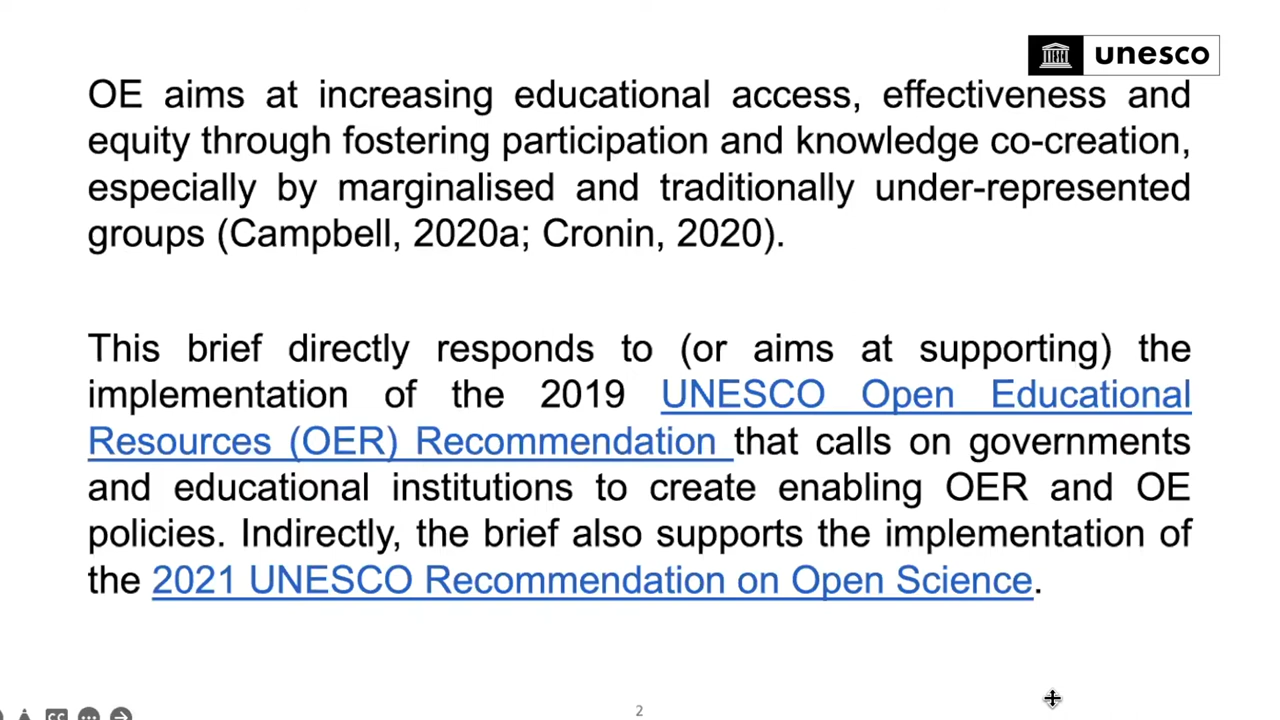 unesco
OE aims at increasing educational access, effectiveness and
equity through fostering participation and knowledge co-creation,
especially by marginalised and traditionally under-represented
groups (Campbell, 2020a; Cronin, 2020).
This brief directly responds to (or aims at supporting) the
implementation of the 2019 UNESCO Open Educational
Resources (OER) Recommendation that calls on governments
and educational institutions to create enabling OER and OE
policies. Indirectly, the brief also supports the implementation of
the 2021 UNESCO Recommendation on Open Science.
CC
2